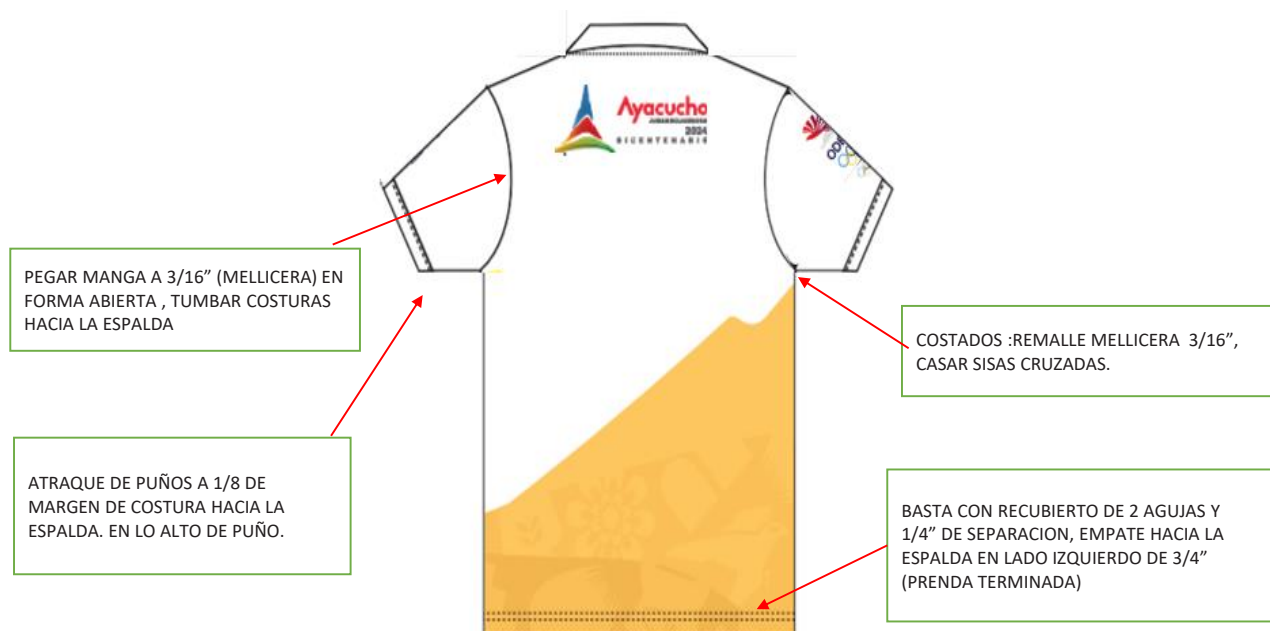 Ayacucho
2024
BICENTENARIO
PEGAR MANGA A 3/16” (MELLICERA) EN
FORMA ABIERTA , TUMBAR COSTURAS
HACIA LA ESPALDA
COSTADOS :REMALLE MELLICERA 3/16”,
CASAR SISAS CRUZADAS.
ATRAQUE DE PUÑOS A 1/8 DE
MARGEN DE COSTURA HACIA LA
ESPALDA. EN LO ALTO DE PUÑO.
BASTA CON RECUBIERTO DE 2 AGUJAS Y
1/4” DE SEPARACION, EMPATE HACIA LA
ESPALDA EN LADO IZQUIERDO DE 3/4”
(PRENDA TERMINADA)